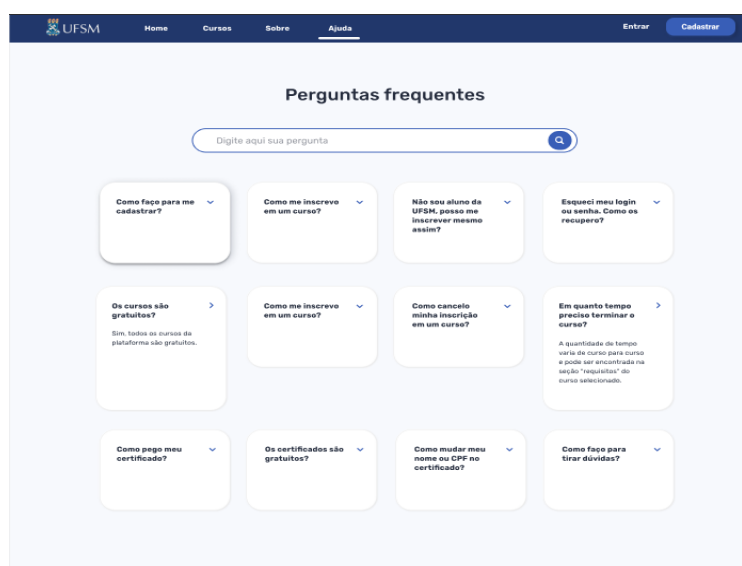 UFSM Home Cursos Sobre Ajuda Entrar Cadastrar
Perguntas frequentes
Digite aqui sua pergunta
Como faço para me
cadastrar?
Como me inscrevo
em um curso?
Não sou aluno da
UFSM, posso me
inscrever mesmo
assim?
Esqueci meu login
ou senha. Como os
recupero?
Os cursos são
gratuitos?
Sim, todos os cursos da
plataforma são gratuitos.
Como me inscrevo
em um curso?
Como cancelo
minha inscrição
em um curso?
Em quanto tempo
preciso terminar o
curso?
A quantidade de tempo
varia de curso para curso
e pode ser encontrada na
seção "requisitos" do
curso selecionado.
Como pego meu
certificado?
Os certificados são
gratuitos?
Como mudar meu
nome ou CPF no
certificado?
Como faço para
tirar dúvidas?